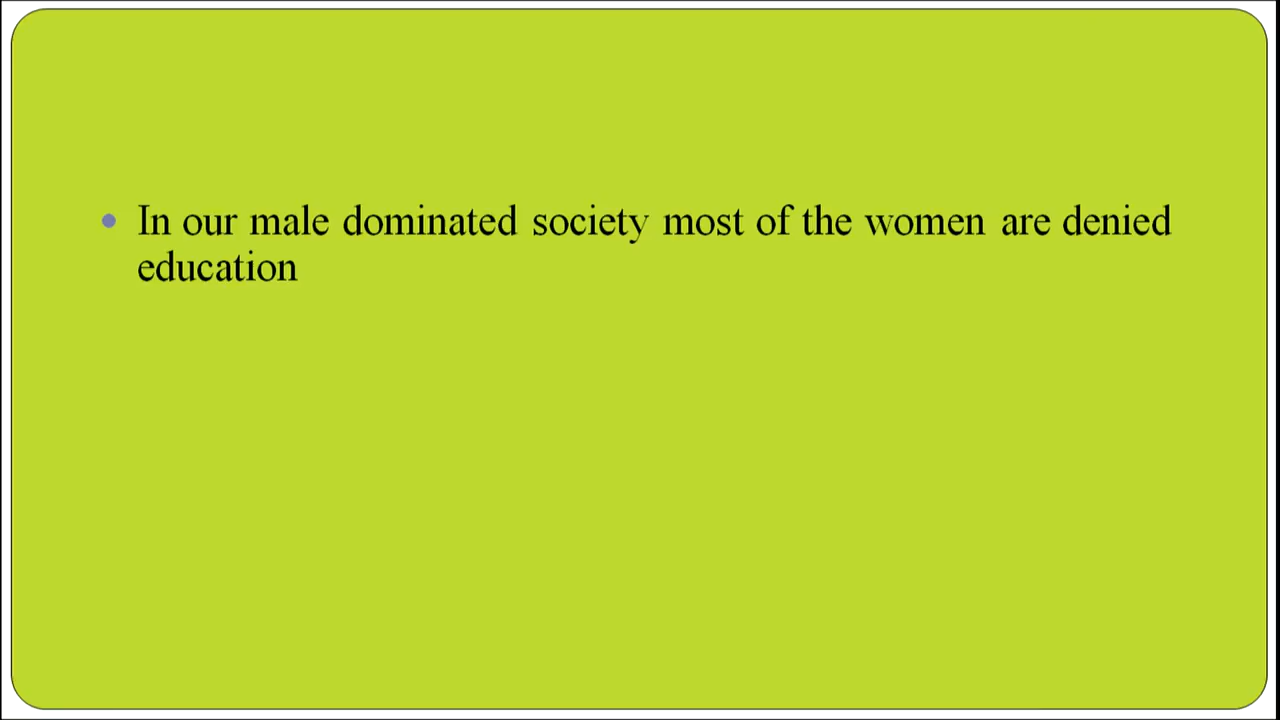 In our male dominated society most of the women are denied
education